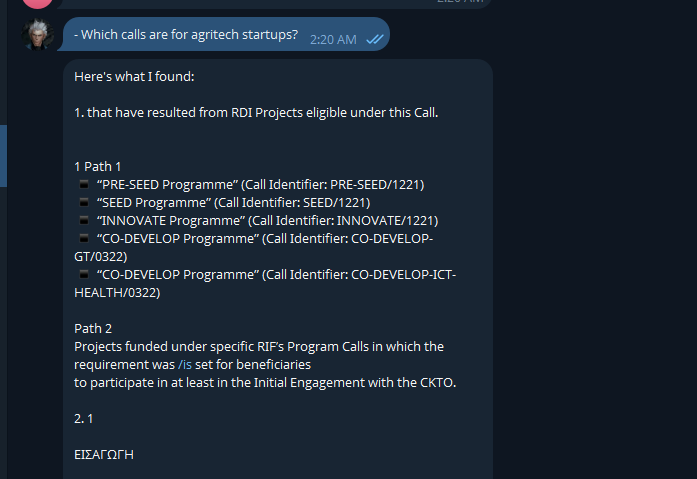 - Which calls are for agritech startups?
2:20 AM
Here's what I found:
1. that have resulted from RDI Projects eligible under this Call.
1 Path 1
▪ “PRE-SEED Programme” (Call Identifier: PRE-SEED/1221)
▪ “SEED Programme” (Call Identifier: SEED/1221)
▪ “INNOVATE Programme” (Call Identifier: INNOVATE/1221)
▪ “CO-DEVELOP Programme” (Call Identifier: CO-DEVELOP-
GT/0322)
▪ “CO-DEVELOP Programme” (Call Identifier: CO-DEVELOP-ICT-
HEALTH/0322)
Path 2
Projects funded under specific RIF’s Program Calls in which the
requirement was /is set for beneficiaries
to participate in at least in the Initial Engagement with the CKTO.
2. 1
ΕΙΣΑΓΩΓΗ